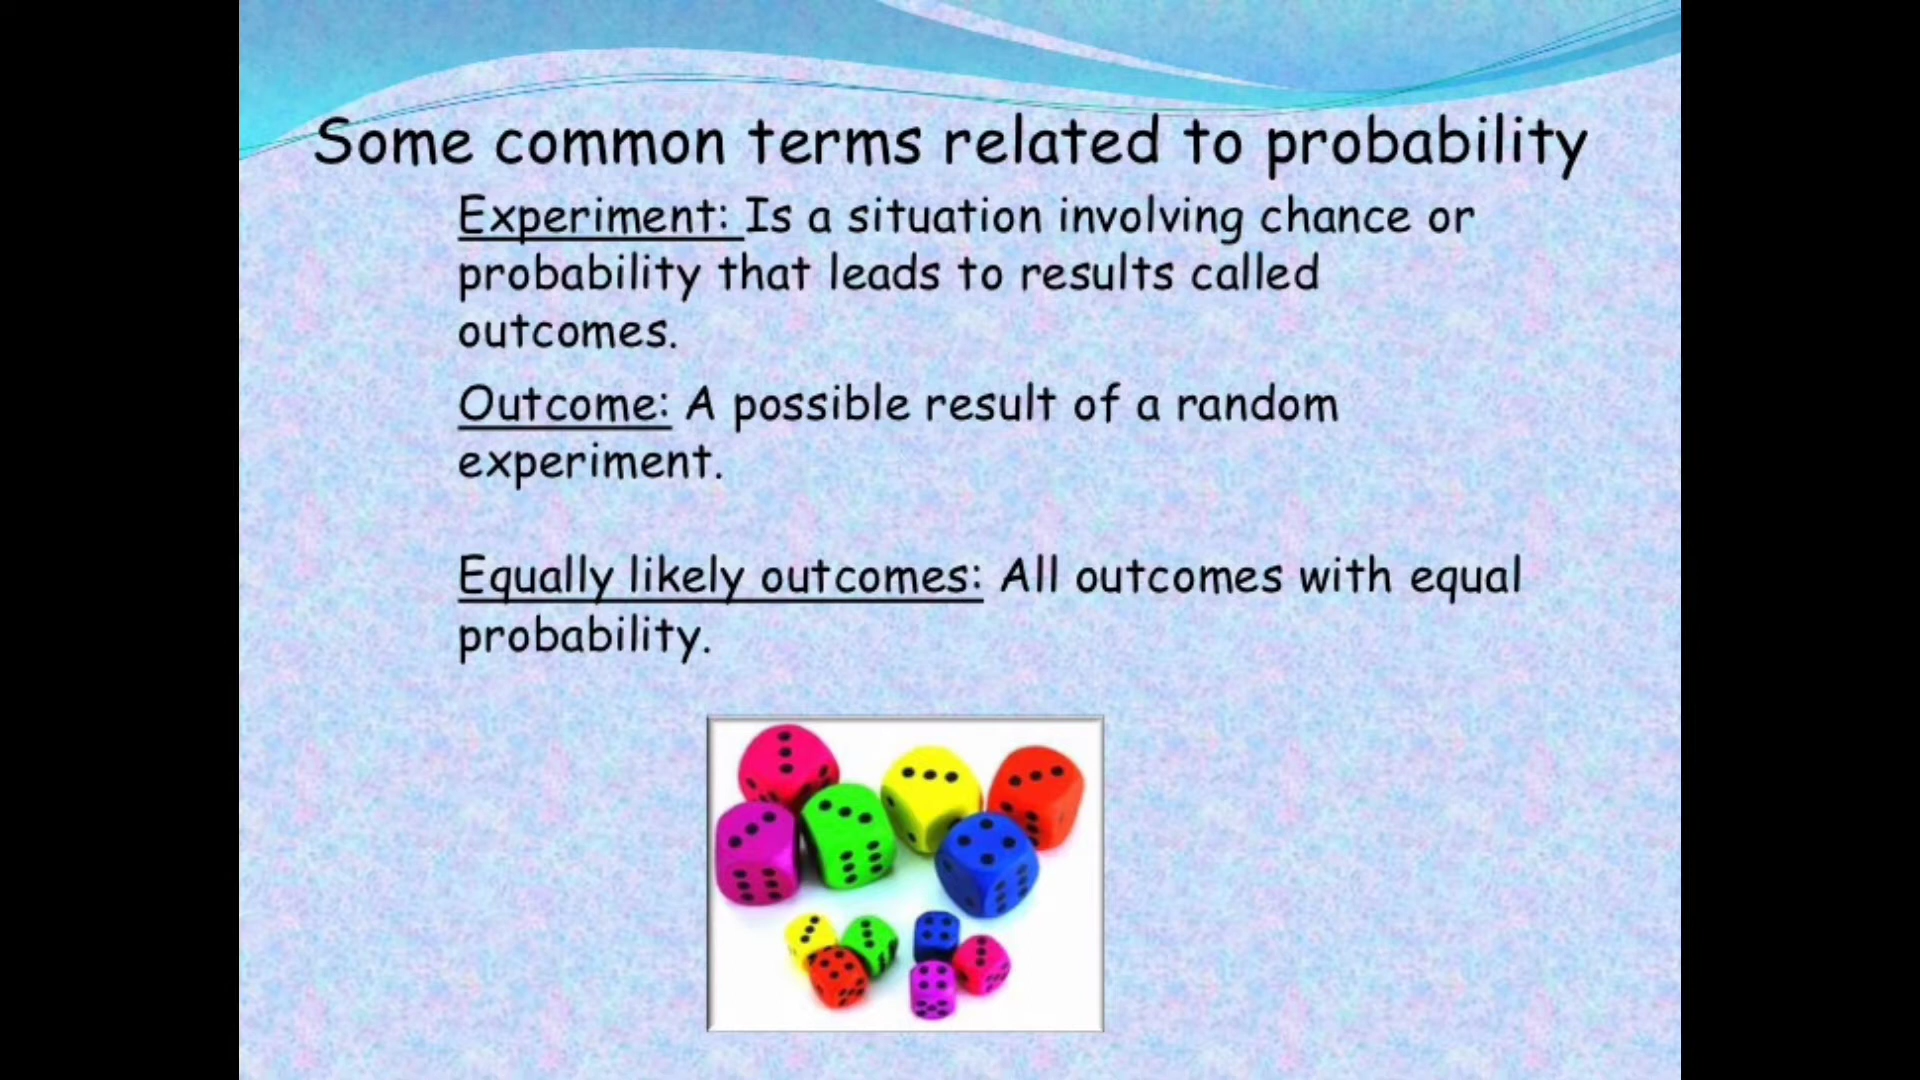 Some common terms related to probability
Experiment: Is a situation involving chance or
probability that leads to results called
outcomes.
Outcome: A possible result of a random
experiment.
Equally likely outcomes: All outcomes with equal
probability.